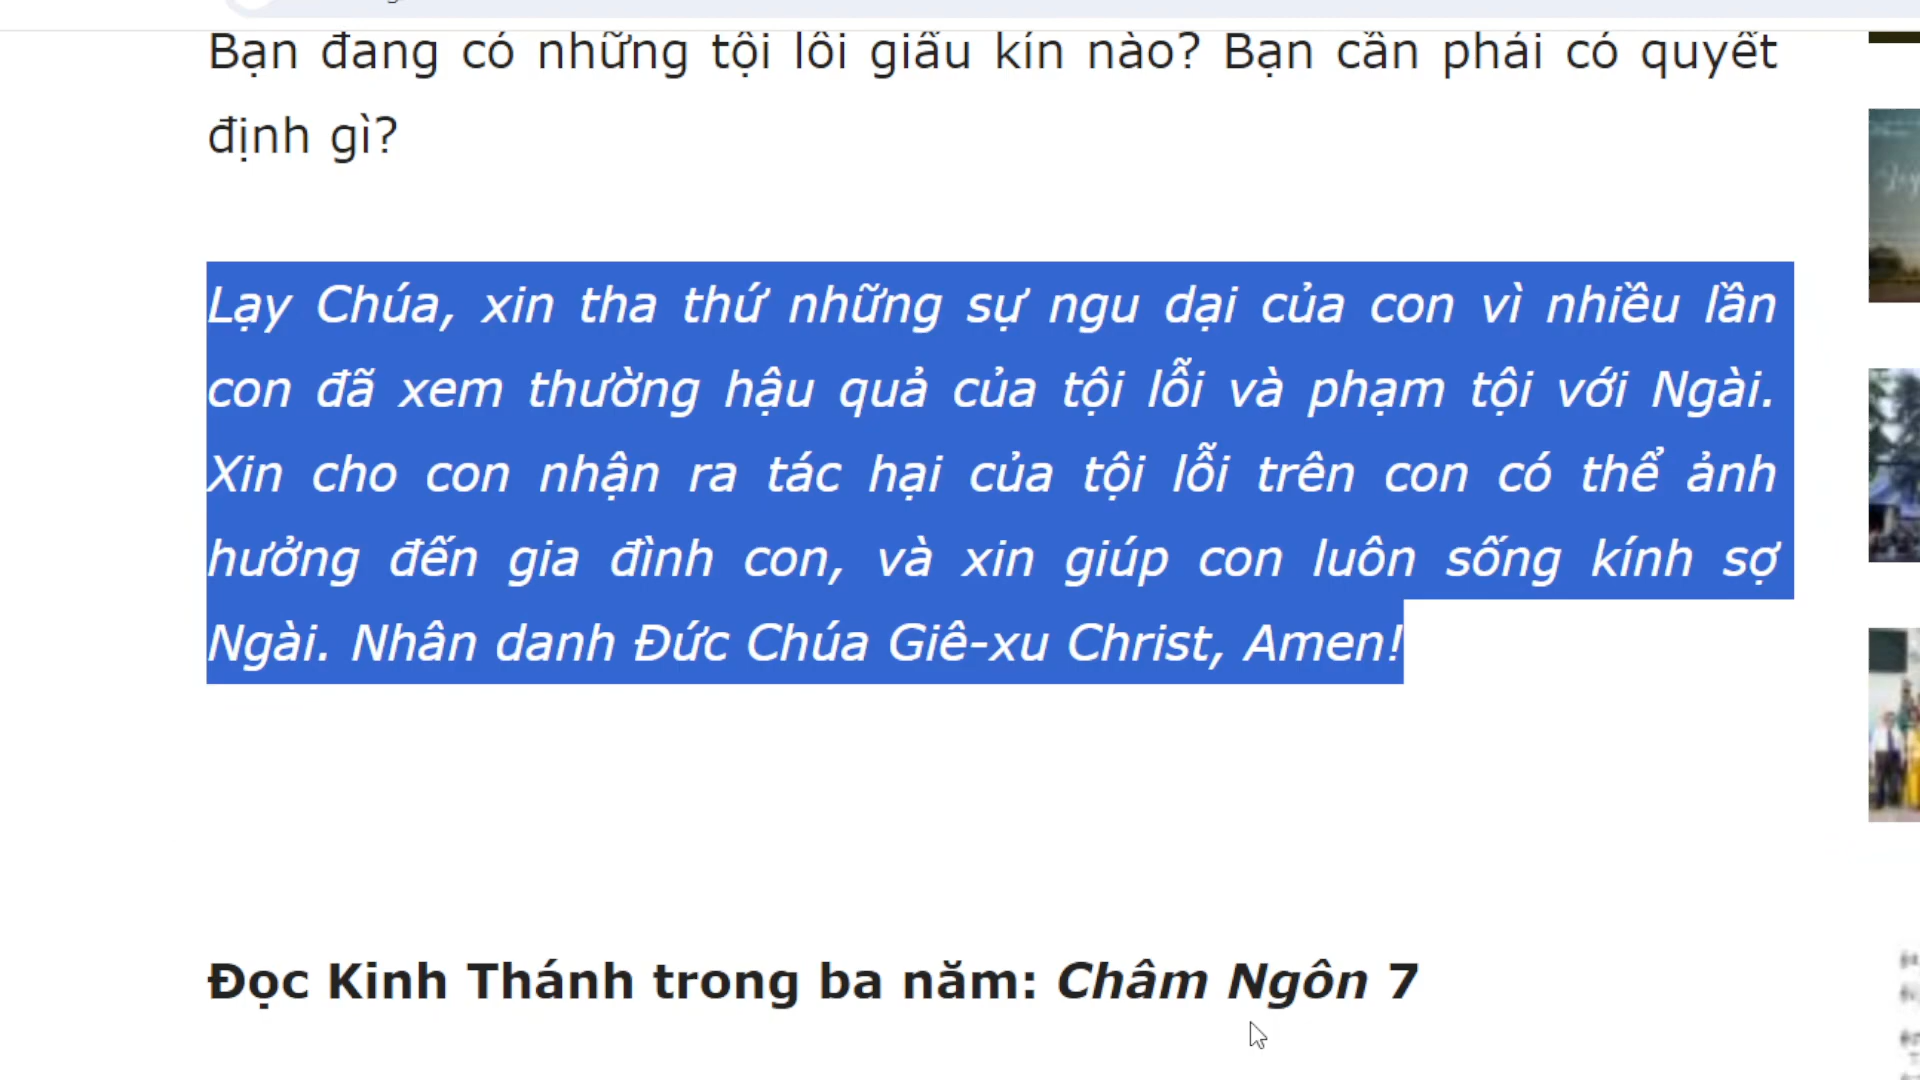 Bạn đang có những tội lỗi giấu kín nào? Bạn cần phải có quyết
định gì?
Lạy Chúa, xin tha thứ những sự ngu dại của con vì nhiều lần
con đã xem thường hậu quả của tội lỗi và phạm tội với Ngài.
Xin cho con nhận ra tác hại của tội lỗi trên con có thể ảnh
hưởng đến gia đình con, và xin giúp con luôn sống kính sợ
Ngài. Nhân danh Đức Chúa Giê-xu Christ, Amen!
Đọc Kinh Thánh trong ba năm: Châm Ngôn 7